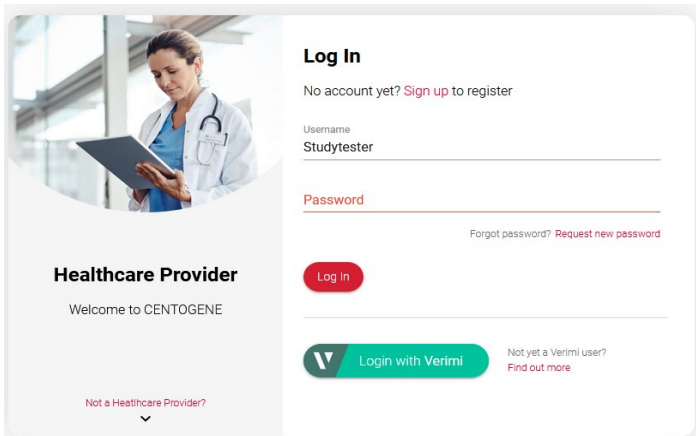 Log In
No account yet? Sign up to register
Username
Studytester
Password
Forgot password? Request new password
Log In
Healthcare Provider
Welcome to CENTOGENE
Login with Verimi
Not yet a Verimi user?
Find out more
Not a Healthcare Provider?